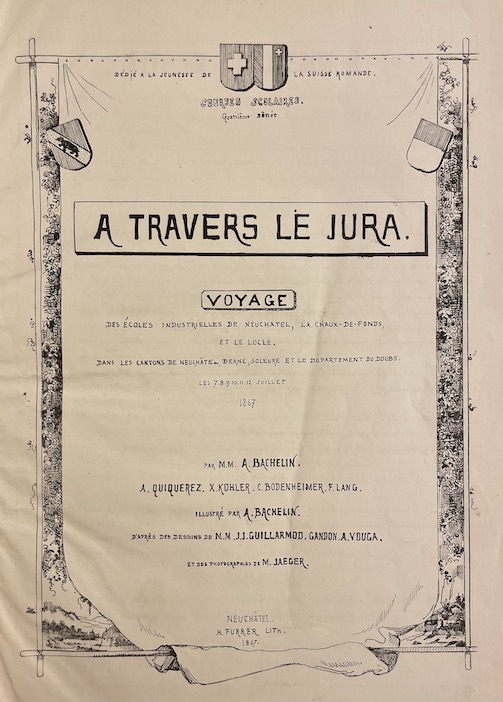 DÉDIÉ A LA JEUNESSE DE LA SUISSE ROMANDE.
COURSES SCOLAIRES.
Quatrième série
A TRAVERS LE JURA.
VOYAGE
DES ÉCOLES INDUSTRIELLES DE NEUCHATEL, LA CHAUX-DE-FONDS,
ET LE LOCLE,
DANS LES CANTONS DE NEUCHÂTEL, BERNE, SOLEURE ET LE DÉPARTEMENT DU DOUBS.
LES 7.8.9.10.11.12 JUILLET
1867
PAR M.M. A. BACHELIN.
A. QUIQUEREZ. X. KOHLER. C. BODENHEIMER. F. LANG.
ILLUSTRÉ PAR A. BACHELIN.
D'APRÈS DES DESSINS DE M.M. J.J. GUILLARMOD. GANDON. A. VOUGA.
ET DES PHOTOGRAPHIES DE M. JAEGER.
NEUCHÂTEL
H. FURRER LITH.
1867.